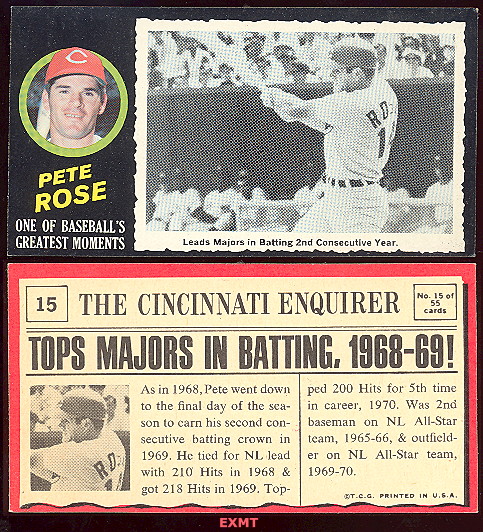 C
PETE
ROSE
ONE OF BASEBALL'S
GREATEST MOMENTS
RO
1
Leads Majors in Batting 2nd Consecutive Year.
15
THE CINCINNATI ENQUIRER
No. 15 of
55
cards
TOPS MAJORS IN BATTING, 1968-69!
As in 1968, Pete went down
to the final day of the sea-
son to earn his second con-
secutive batting crown in
1969. He tied for NL lead
with 210 Hits in 1968 &
got 218 Hits in 1969. Top-
ped 200 Hits for 5th time
in career, 1970. Was 2nd
baseman on NL All-Star
team, 1965-66, & outfield-
er on NL All-Star team,
1969-70.
RO
©T.C.G. PRINTED IN U.S.A.
EXMT